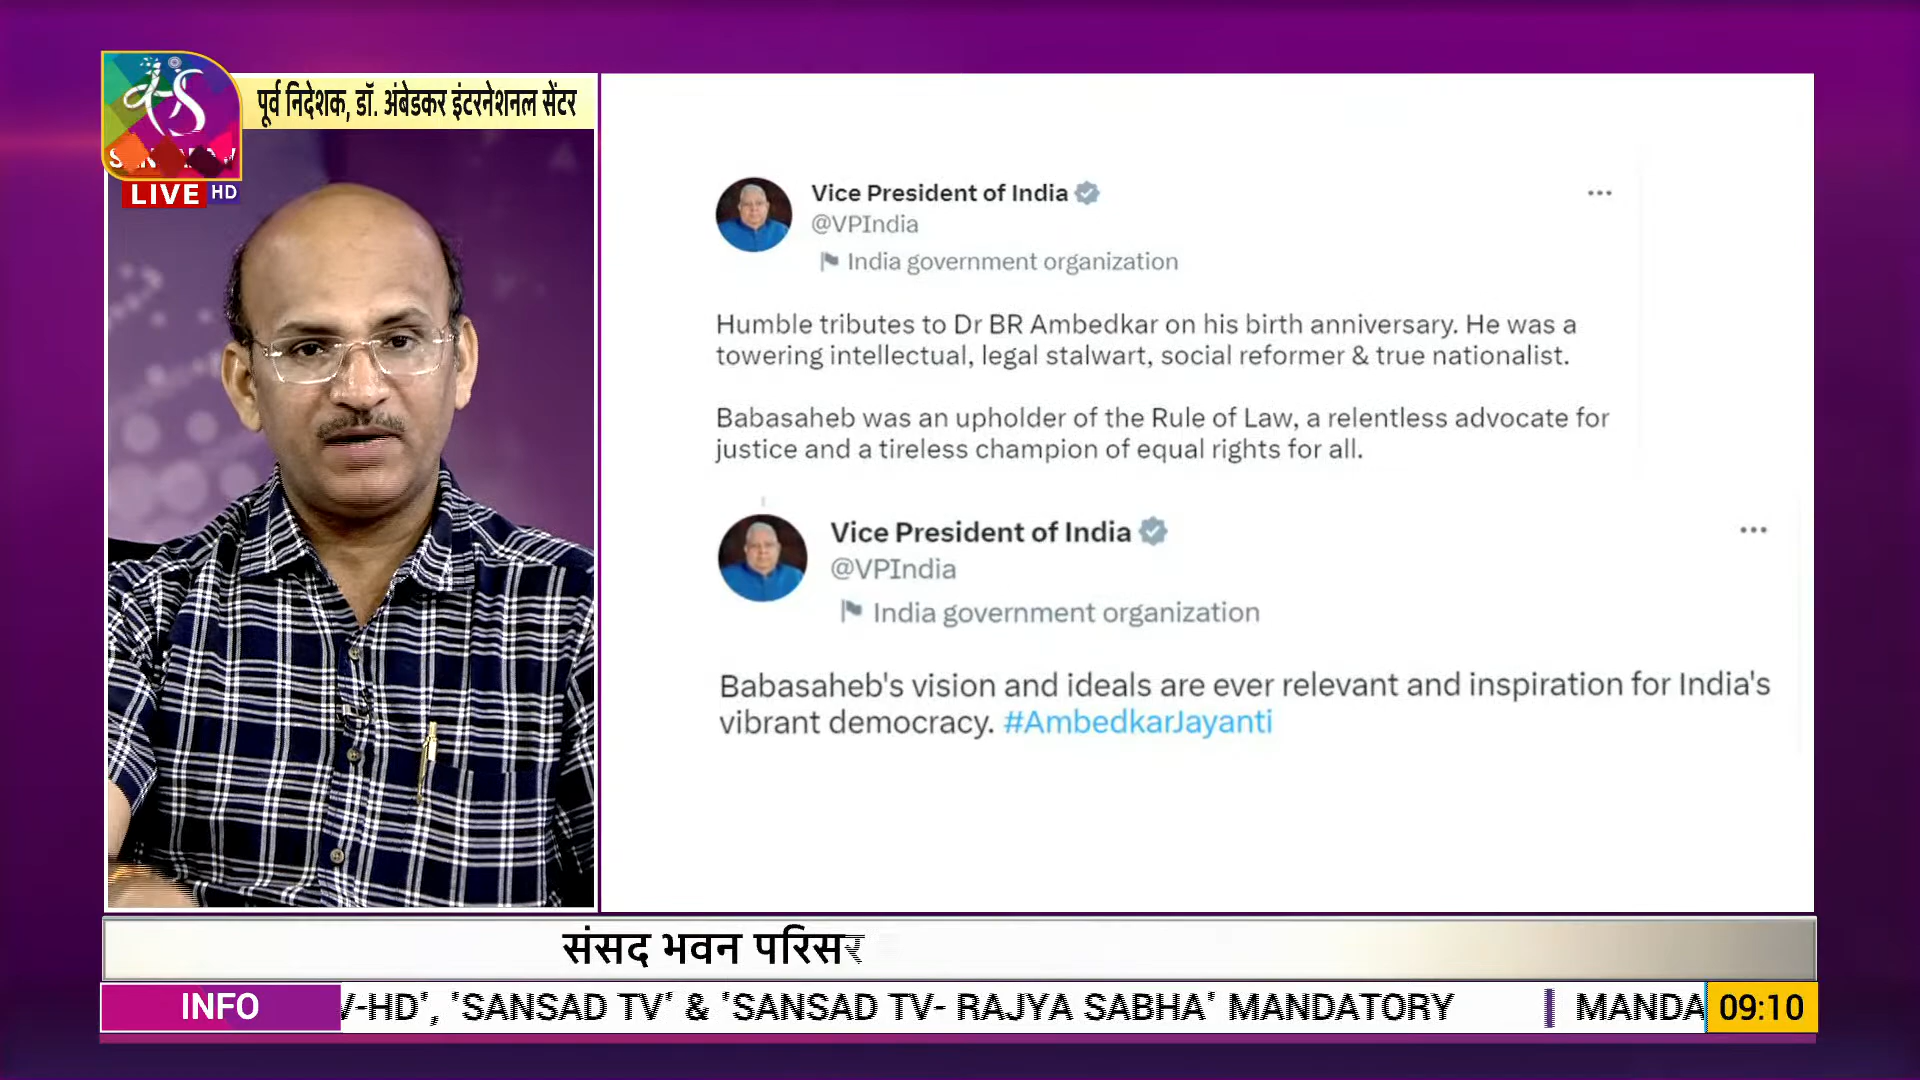 पूर्व निदेशक, डॉ. अंबेडकर इंटरनेशनल सेंटर
LIVE HD
Vice President of India
@VPIndia
India government organization
Humble tributes to Dr BR Ambedkar on his birth anniversary. He was a
towering intellectual, legal stalwart, social reformer & true nationalist.
Babasaheb was an upholder of the Rule of Law, a relentless advocate for
justice and a tireless champion of equal rights for all.
Vice President of India
@VPIndia
India government organization
Babasaheb's vision and ideals are ever relevant and inspiration for India's
vibrant democracy. #AmbedkarJayanti
संसद भवन परिसर
INFO V-HD', 'SANSAD TV' & 'SANSAD TV- RAJYA SABHA' MANDATORY | MANDA 09:10